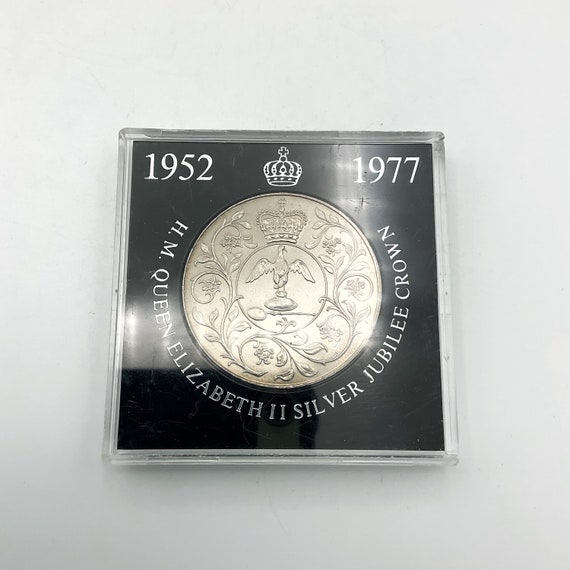 1952 1977
H.M. QUEEN ELIZABETH II SILVER JUBILEE CROWN